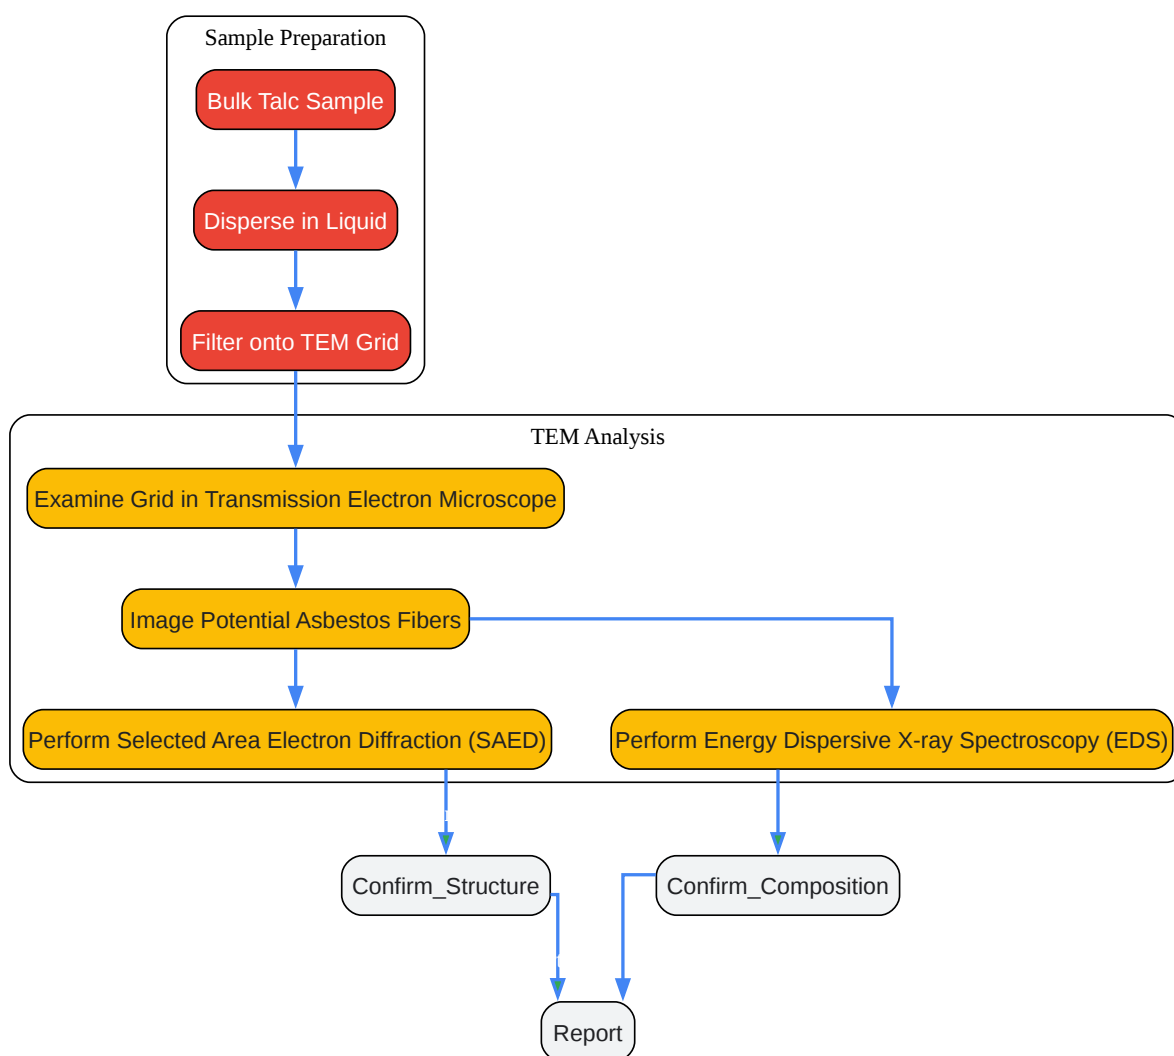 Sample Preparation
Bulk Talc Sample
Disperse in Liquid
Filter onto TEM Grid
TEM Analysis
Examine Grid in Transmission Electron Microscope
Image Potential Asbestos Fibers
Perform Selected Area Electron Diffraction (SAED)
Perform Energy Dispersive X-ray Spectroscopy (EDS)
Confirm_Structure
Confirm_Composition
Report